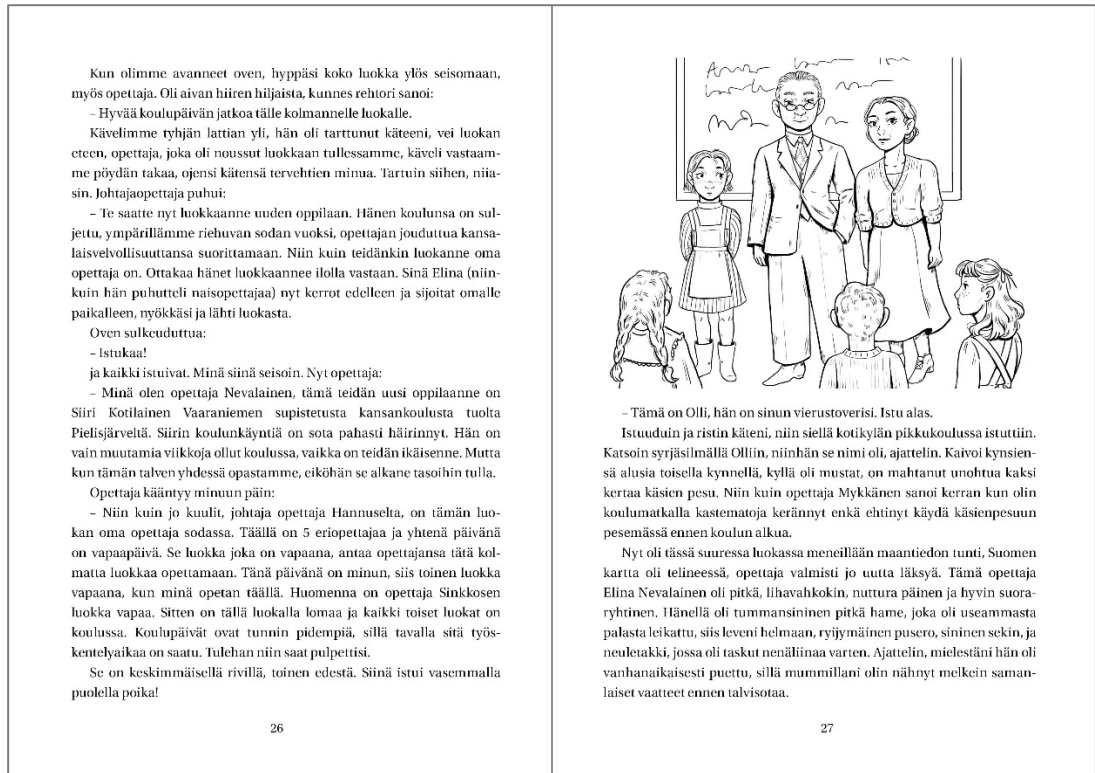 Kun olimme avanneet oven, hyppäsi koko luokka ylös seisomaan,
myös opettaja. Oli aivan hiiren hiljaista, kunnes rehtori sanoi:
– Hyvää koulupäivän jatkoa tälle kolmannelle luokalle.
Kävelimme tyhjän lattian yli, hän oli tarttunut käteeni, vei luokan
eteen, opettaja, joka oli noussut luokkaan tullessamme, käveli vastaam-
me pöydän takaa, ojensi kätensä tervehtien minua. Tartuin siihen, niia-
sin. Johtajaopettaja puhui:
– Te saatte nyt luokkaanne uuden oppilaan. Hänen koulunsa on sul-
jettu, ympärillämme riehuvan sodan vuoksi, opettajan jouduttua kansa-
laisvelvollisuuttansa suorittamaan. Niin kuin teidänkin luokanne oma
opettaja on. Ottakaa hänet luokkaannee ilolla vastaan. Sinä Elina (niin-
kuin hän puhutteli naisopettajaa) nyt kerrot edelleen ja sijoitat omalle
paikalleen, nyökkäsi ja lähti luokasta.
Oven sulkeuduttua:
– Istukaa!
ja kaikki istuivat. Minä siinä seisoin. Nyt opettaja:
– Minä olen opettaja Nevalainen, tämä teidän uusi oppilaanne on
Siiri Kotilainen Vaaraniemen supistetusta kansankoulusta tuolta
Pielisjärveltä. Siirin koulunkäyntiä on sota pahasti häirinnyt. Hän on
vain muutamia viikkoja ollut koulussa, vaikka on teidän ikäisenne. Mutta
kun tämän talven yhdessä opastamme, eiköhän se alkane tasoihin tulla.
Opettaja kääntyy minuun päin:
– Niin kuin jo kuulit, johtaja opettaja Hannuselta, on tämän luo-
kan oma opettaja sodassa. Täällä on 5 eriopettajaa ja yhtenä päivänä
on vapaapäivä. Se luokka joka on vapaana, antaa opettajansa tätä kol-
matta luokkaa opettamaan. Tänä päivänä on minun, siis toinen luokka
vapaana, kun minä opetan täällä. Huomenna on opettaja Sinkkosen
luokka vapaa. Sitten on tällä luokalla lomaa ja kaikki toiset luokat on
koulussa. Koulupäivät ovat tunnin pidempiä, sillä tavalla sitä työs-
kentelyaikaa on saatu. Tulehan niin saat pulpettisi.
Se on keskimmäisellä rivillä, toinen edestä. Siinä istui vasemmalla
puolella poika!
26
– Tämä on Olli, hän on sinun vierustoverisi. Istu alas.
Istuuduin ja ristin käteni, niin siellä kotikylän pikkukoulussa istuttiin.
Katsoin syrjäsilmällä Olliin, niinhän se nimi oli, ajattelin. Kaivoi kynsien-
sä alusia toisella kynnellä, kyllä oli mustat, on mahtanut unohtua kaksi
kertaa käsien pesu. Niin kuin opettaja Mykkänen sanoi kerran kun olin
koulumatkalla kastematoja kerännyt enkä ehtinyt käydä käsienpesuun
pesemässä ennen koulun alkua.
Nyt oli tässä suuressa luokassa meneillään maantiedon tunti, Suomen
kartta oli telineessä, opettaja valmisti jo uutta läksyä. Tämä opettaja
Elina Nevalainen oli pitkä, lihavahkokin, nuttura päinen ja hyvin suora-
ryhtinen. Hänellä oli tummansininen pitkä hame, joka oli useammasta
palasta leikattu, siis leveni helmaan, ryijymäinen pusero, sininen sekin, ja
neuletakki, jossa oli taskut nenäliinaa varten. Ajattelin, mielestäni hän oli
vanhanaikaisesti puettu, sillä mummillani olin nähnyt melkein saman-
laiset vaatteet ennen talvisotaa.
27